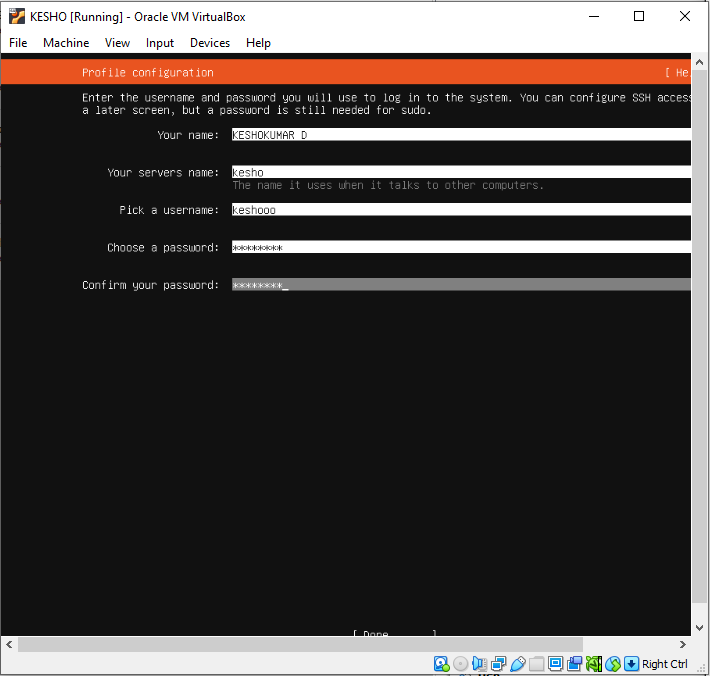 KESHO [Running] - Oracle VM VirtualBox
File Machine View Input Devices Help
Profile configuration [ He
Enter the username and password you will use to log in to the system. You can configure SSH access
a later screen, but a password is still needed for sudo.
Your name: KESHOKUMAR D
Your servers name: kesho
The name it uses when it talks to other computers.
Pick a username: keshooo
Choose a password: ********
Confirm your password: ********_
[ Done ]
Right Ctrl